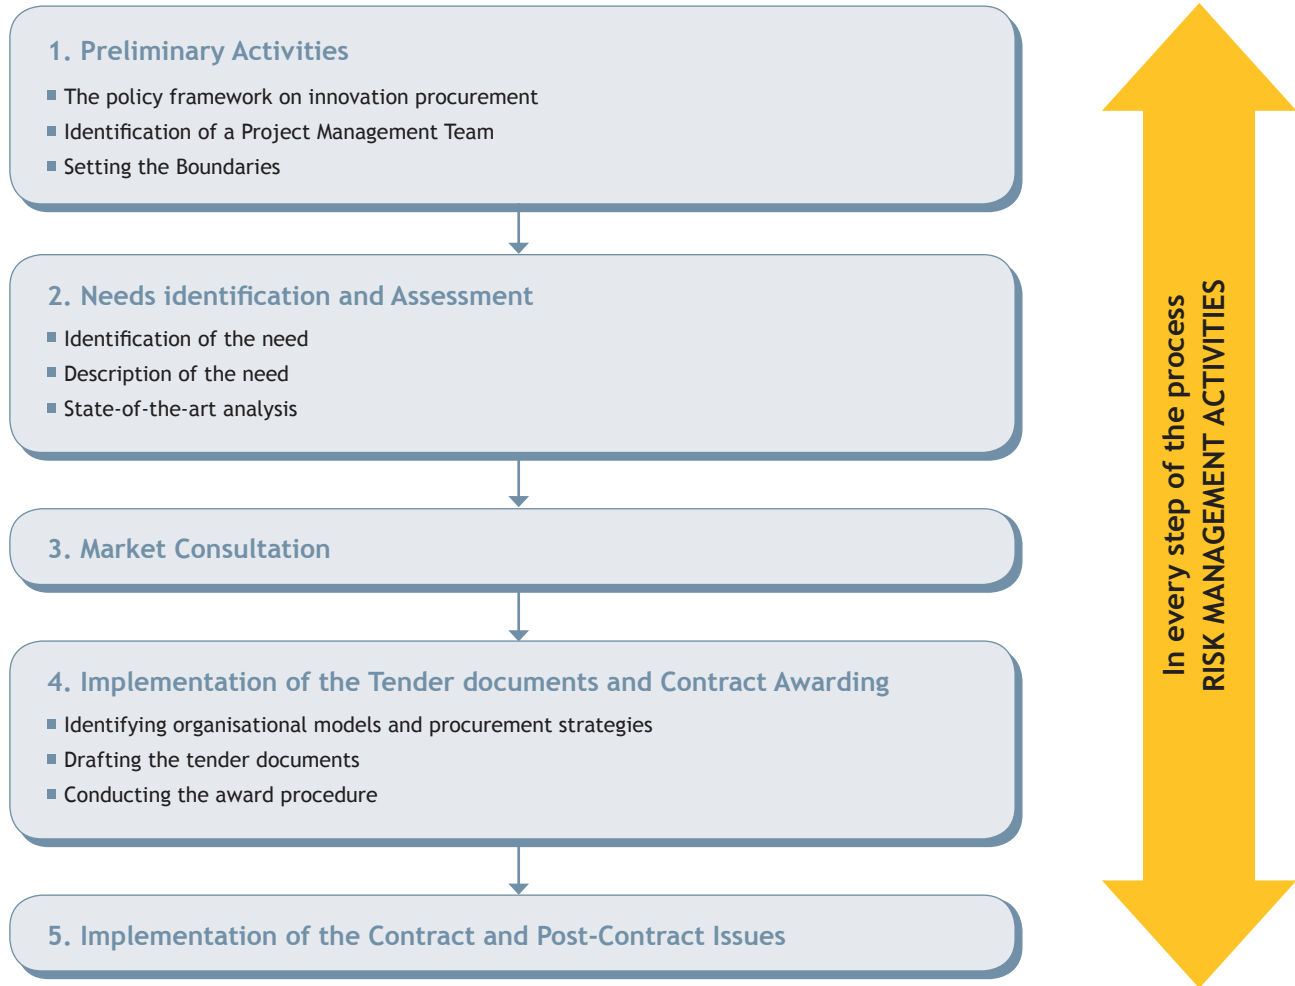 1. Preliminary Activities
The policy framework on innovation procurement
Identification of a Project Management Team
Setting the Boundaries
2. Needs identification and Assessment
Identification of the need
Description of the need
State-of-the-art analysis
3. Market Consultation
4. Implementation of the Tender documents and Contract Awarding
Identifying organisational models and procurement strategies
Drafting the tender documents
Conducting the award procedure
5. Implementation of the Contract and Post-Contract Issues
In every step of the process
RISK MANAGEMENT ACTIVITIES